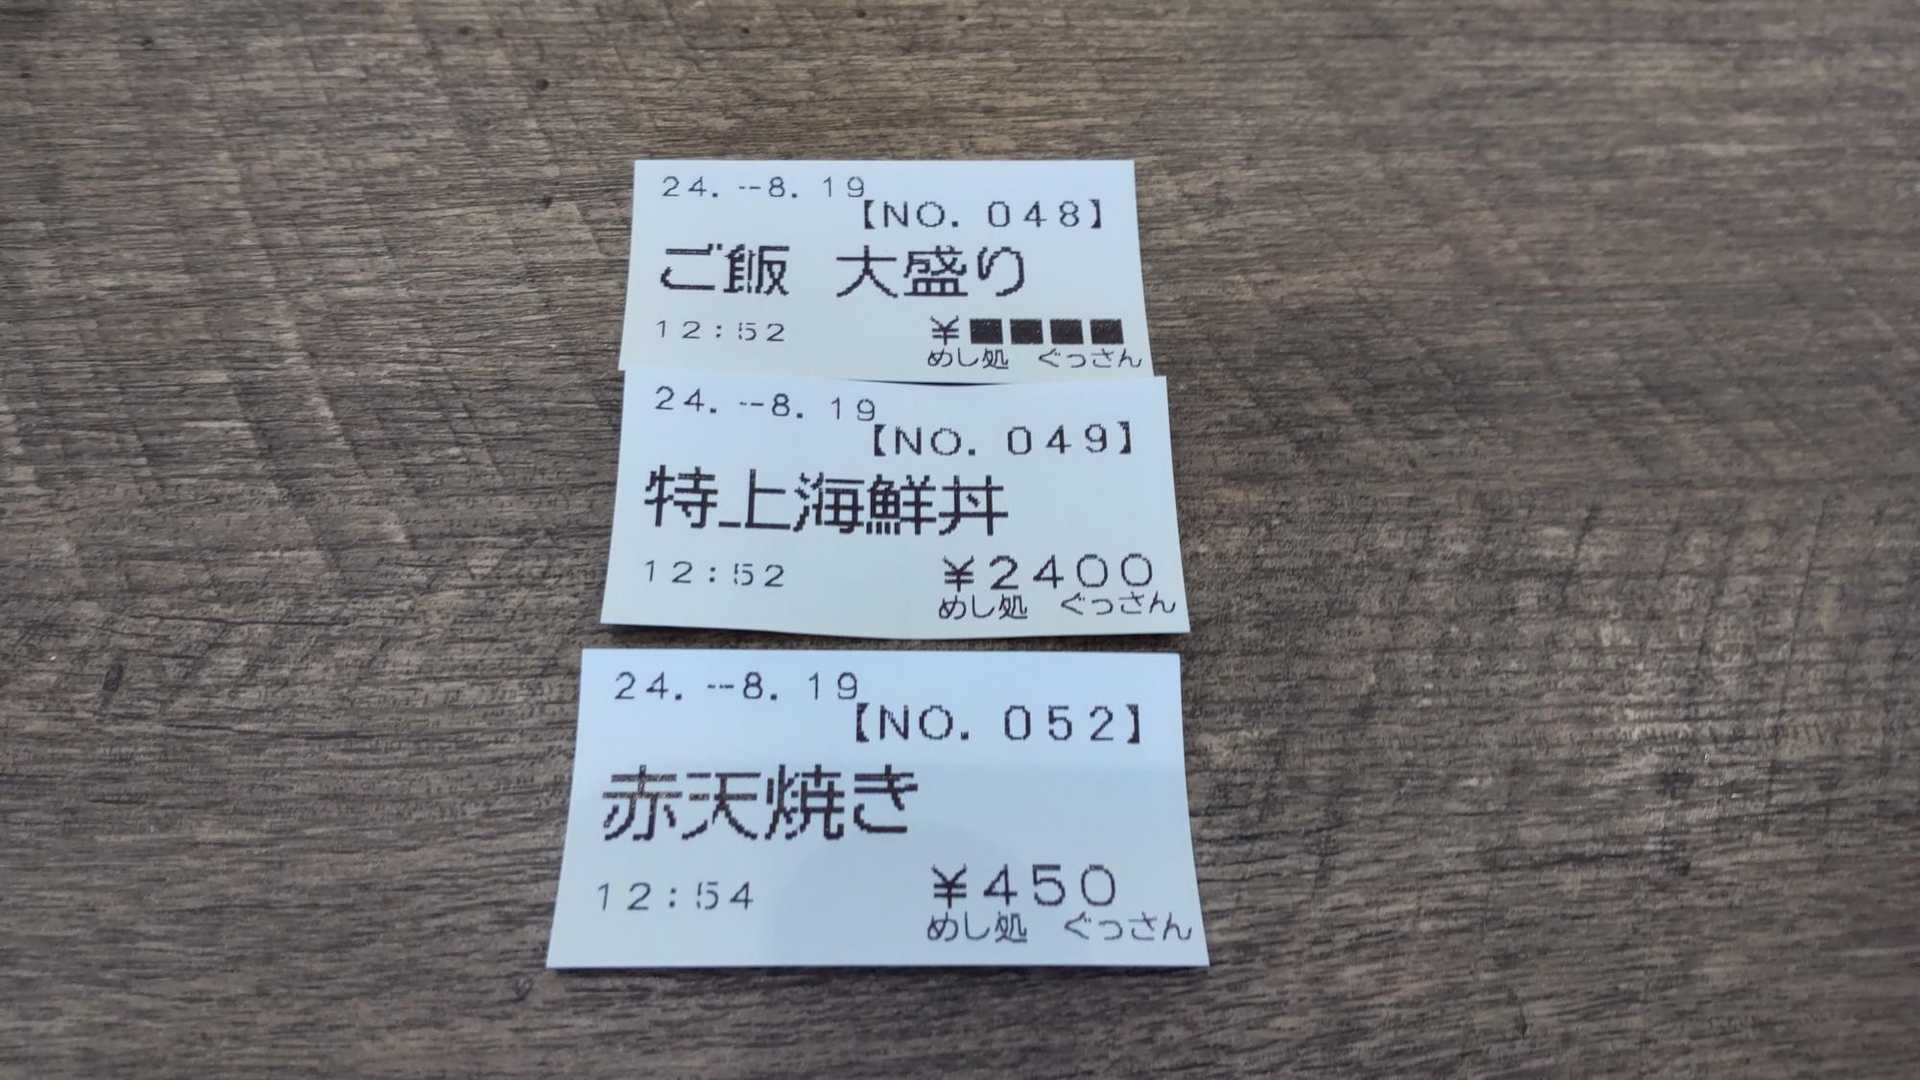 24.--8.19
【NO.048】
ご飯 大盛り
12:52 ¥■■■■
めし処 ぐっさん
24.--8.19
【NO.049】
特上海鮮丼
12:52 ¥2400
めし処 ぐっさん
24.--8.19
【NO.052】
赤天焼き
12:54 ¥450
めし処 ぐっさん